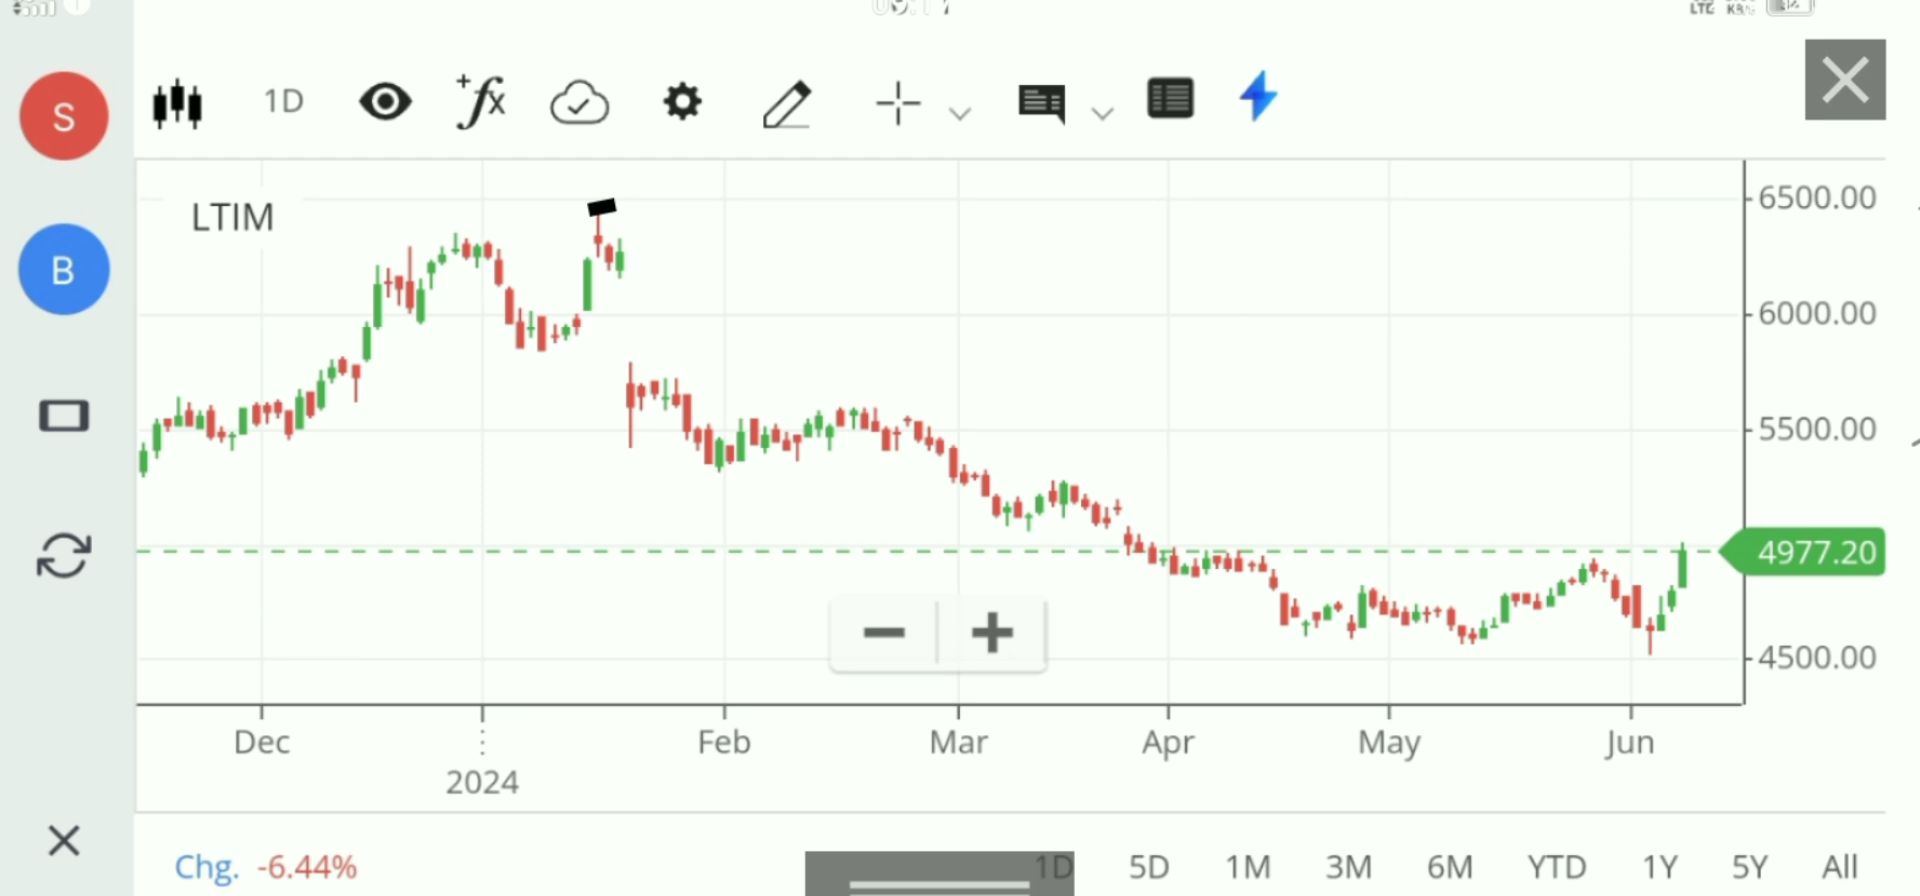 S
1D
fx
LTIM
6500.00
B
6000.00
5500.00
4977.20
4500.00
Dec Feb Mar Apr May Jun
2024
Chg. -6.44% 1D 5D 1M 3M 6M YTD 1Y 5Y All